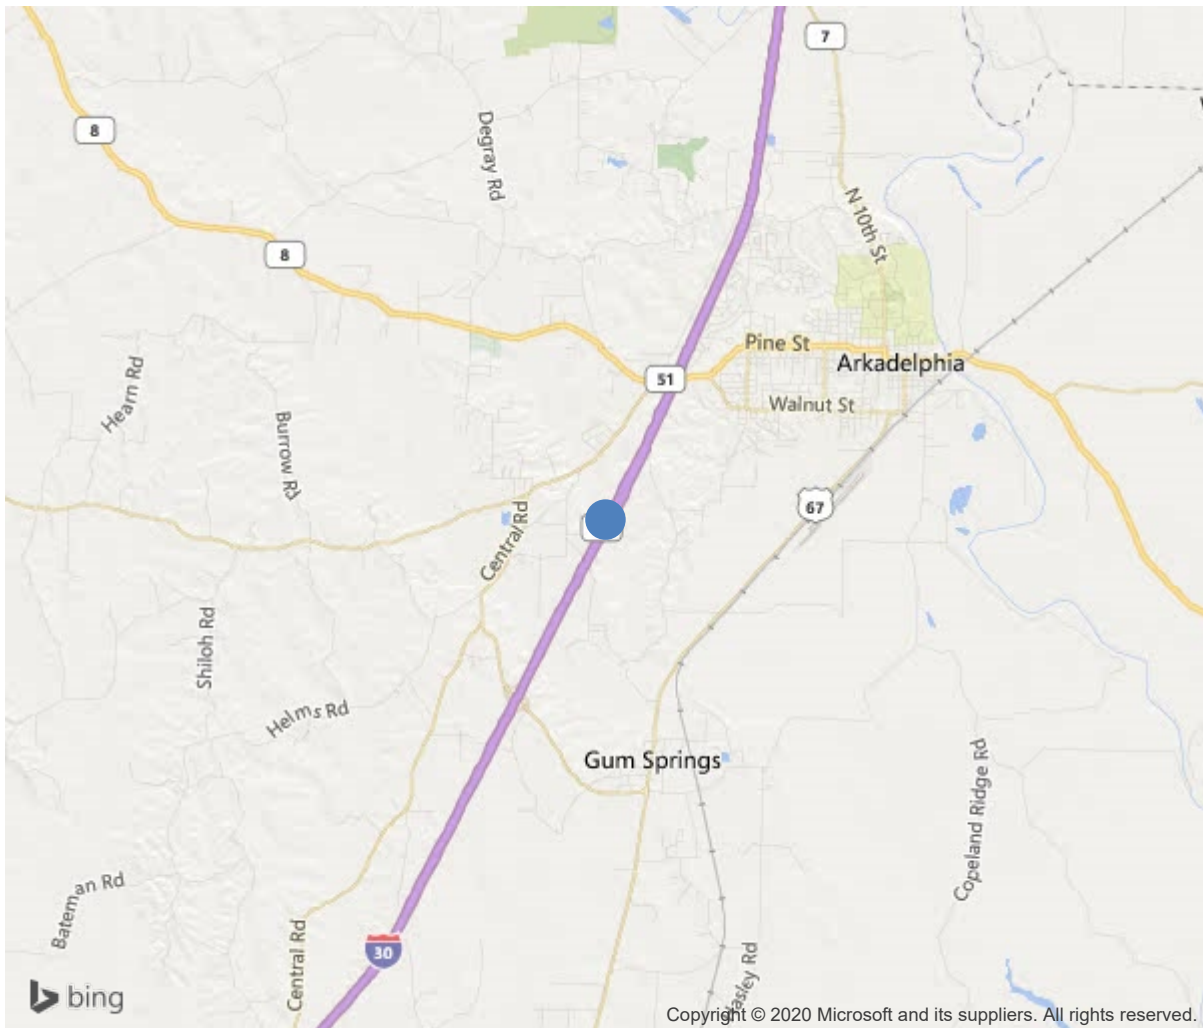 7
8
Degray Rd
N 10th St
8
Pine St
Arkadelphia
51
Hearn Rd
Walnut St
Burrow Rd
67
Central Rd
Shiloh Rd
Helms Rd
Gum Springs
Copeland Ridge Rd
Bateman Rd
Central Rd
30
bing
Copyright © 2020 Microsoft and its suppliers. All rights reserved.